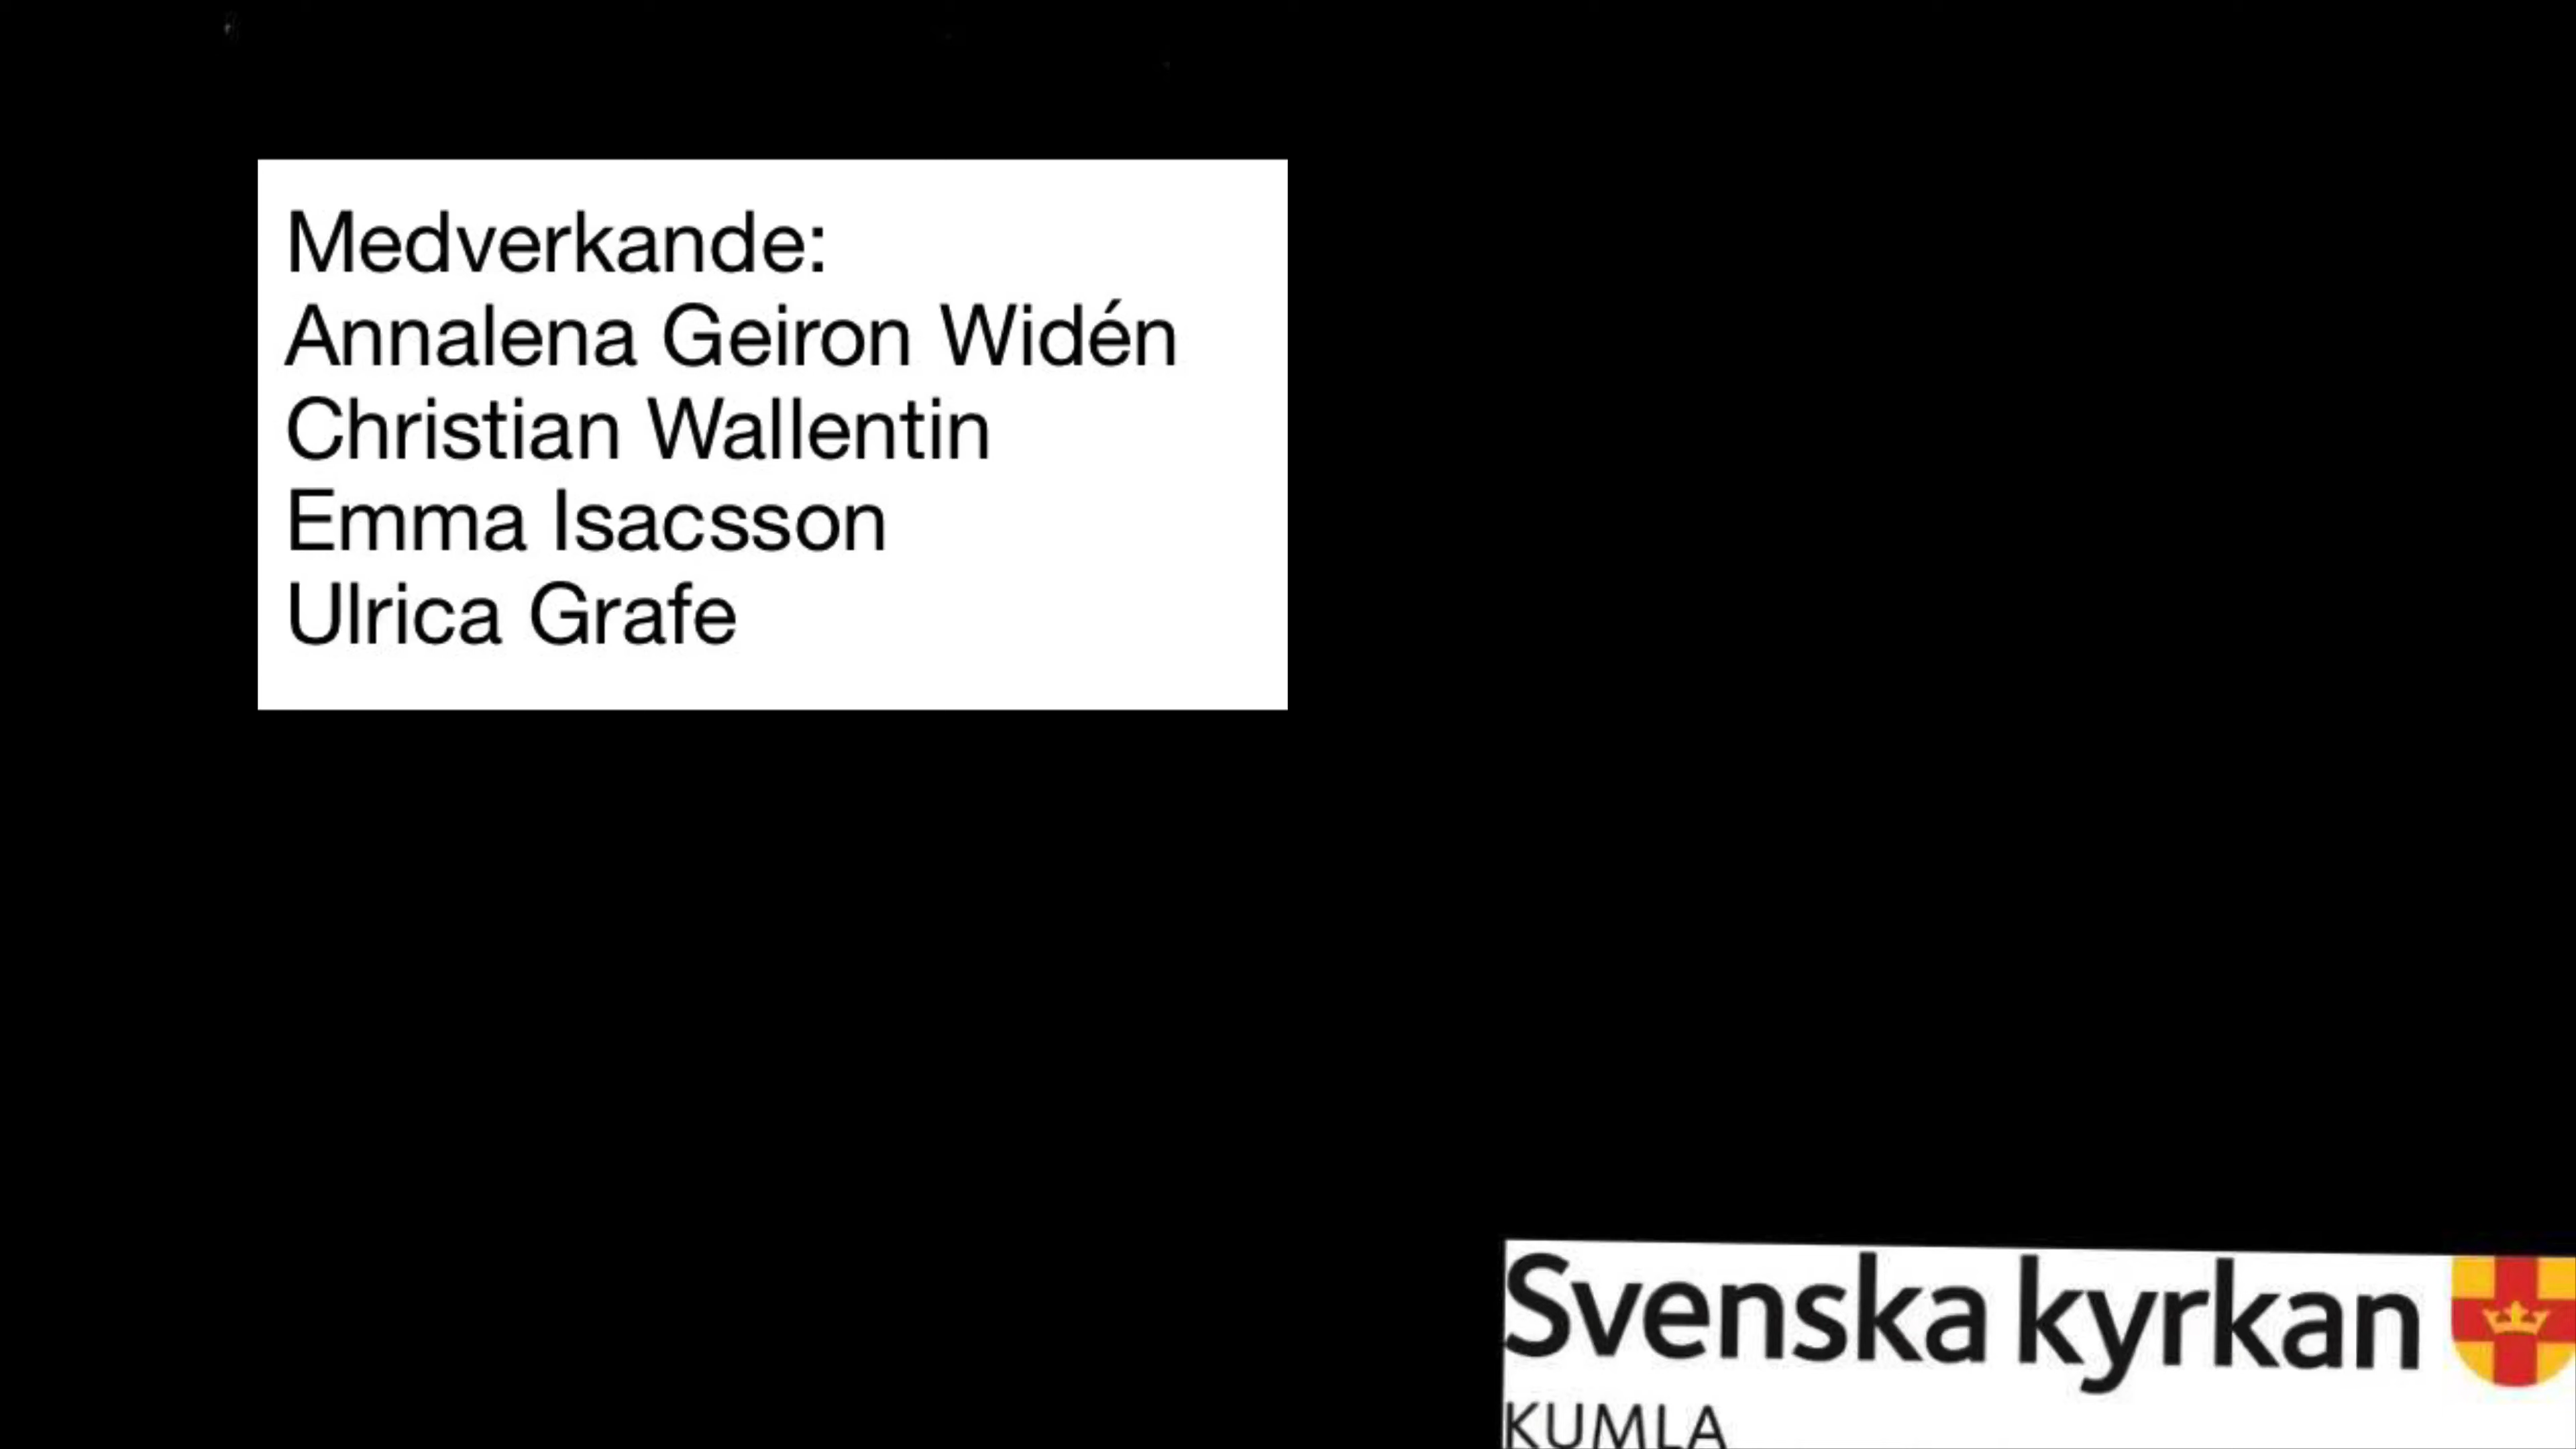 Medverkande:
Annalena Geiron Widén
Christian Wallentin
Emma Isacsson
Ulrica Grafe
Svenska kyrkan
KUMLA